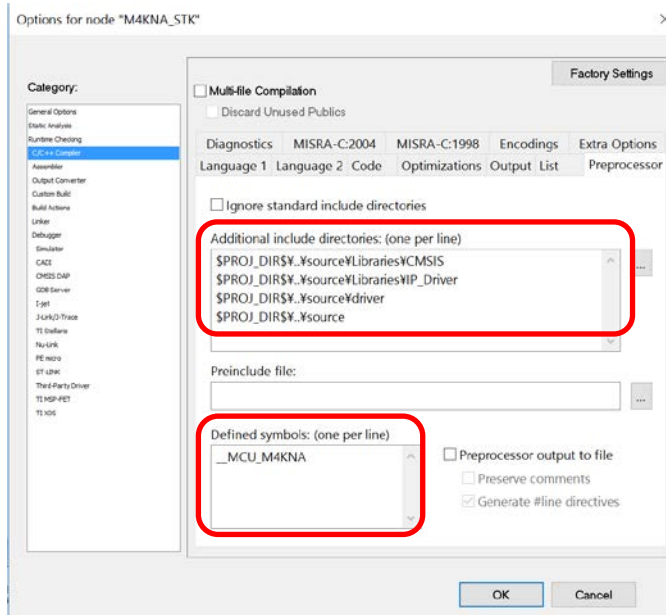 Options for node "M4KNA_STK"
Category:
General Options
Static Analysis
Runtime Checking
C/C++ Compiler
Assembler
Output Converter
Custom Build
Build Actions
Linker
Debugger
Simulator
CADI
CMSIS DAP
GDB Server
I-jet
J-Link/J-Trace
TI Stellaris
Nu-Link
PE micro
ST-LINK
Third-Party Driver
TI MSP-FET
TI XDS
Factory Settings
Multi-file Compilation
Discard Unused Publics
Diagnostics MISRA-C:2004 MISRA-C:1998 Encodings Extra Options
Language 1 Language 2 Code Optimizations Output List Preprocessor
Ignore standard include directories
Additional include directories: (one per line)
$PROJ_DIR$¥..¥source¥Libraries¥CMSIS
$PROJ_DIR$¥..¥source¥Libraries¥IP_Driver
$PROJ_DIR$¥..¥source¥driver
$PROJ_DIR$¥..¥source
...
Preinclude file:
...
Defined symbols: (one per line)
__MCU_M4KNA
Preprocessor output to file
Preserve comments
Generate #line directives
OK Cancel